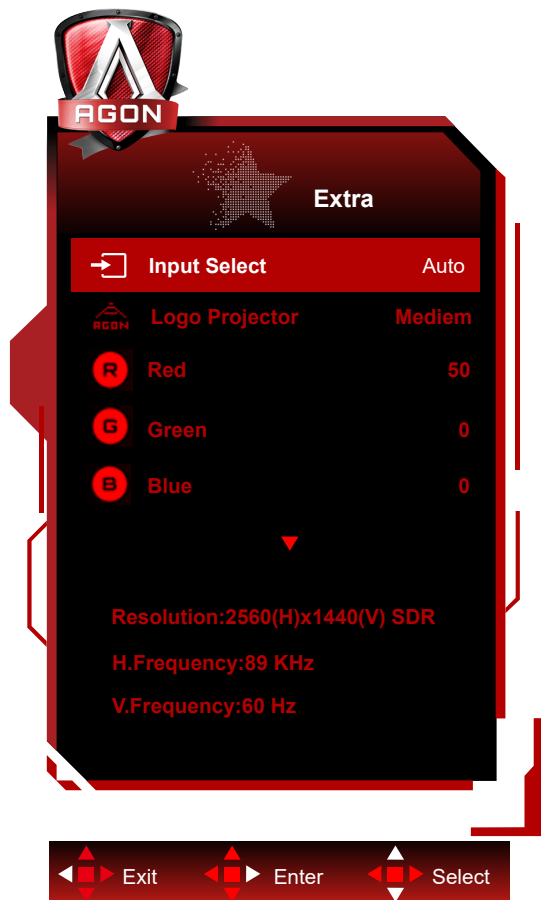 AGON
Extra
Input Select Auto
AGON Logo Projector Mediem
R Red 50
G Green 0
B Blue 0
Resolution:2560(H)x1440(V) SDR
H.Frequency:89 KHz
V.Frequency:60 Hz
Exit Enter Select